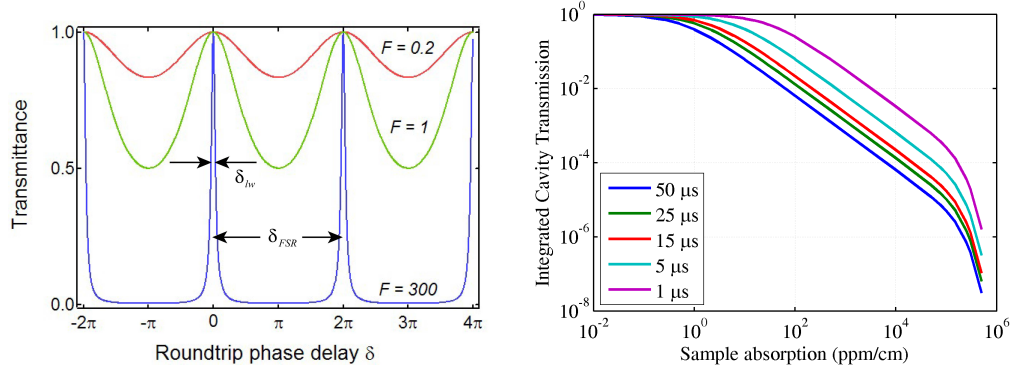 1.0
F = 0.2
F = 1
0.5
δlw
δFSR
F = 300
0.0
-2π -π 0 π 2π 3π 4π
Roundtrip phase delay δ
Transmittance
10^0
10^-2
10^-4
10^-6
10^-8
50 μs
25 μs
15 μs
5 μs
1 μs
10^-2 10^0 10^2 10^4 10^6
Sample absorption (ppm/cm)
Integrated Cavity Transmission